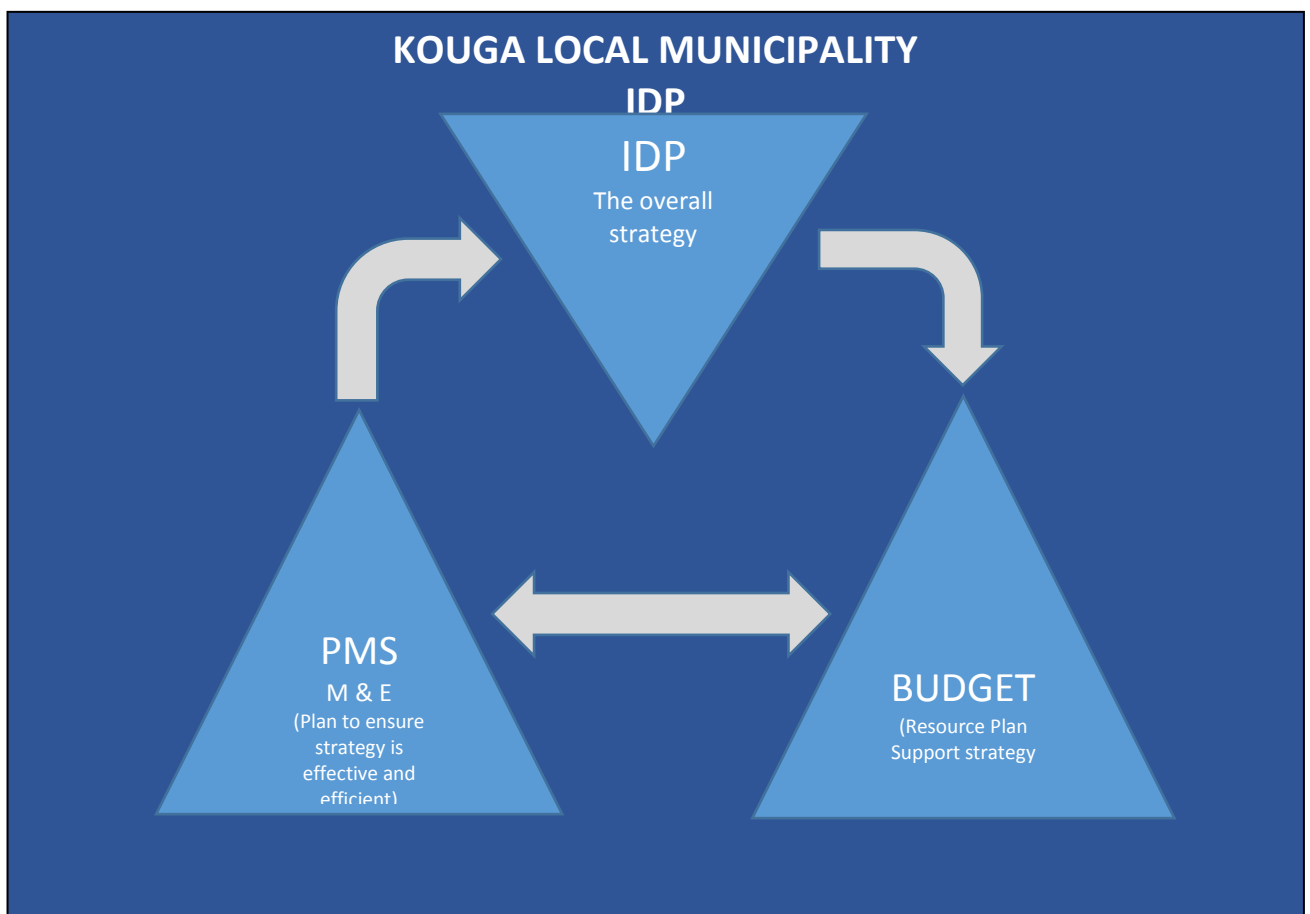 KOUGA LOCAL MUNICIPALITY
IDP
IDP
The overall
strategy
PMS
M & E
(Plan to ensure
strategy is
effective and
efficient)
BUDGET
(Resource Plan
Support strategy